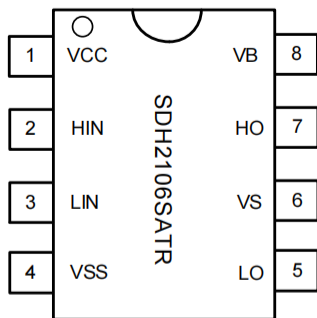 1 VCC VB 8
2 HIN HO 7
3 LIN VS 6
4 VSS LO 5
SDH2106SATR